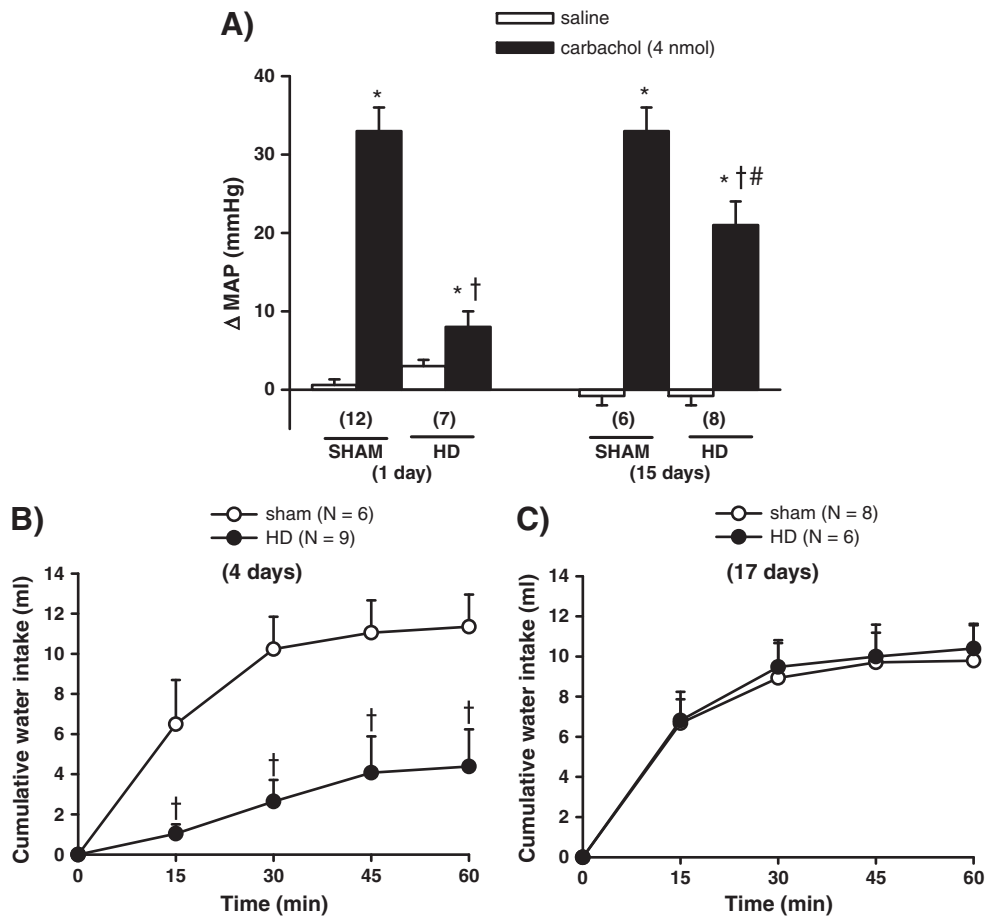 A)
saline
carbachol (4 nmol)
Δ MAP (mmHg)
40
30
20
10
0
*
* †
*
* †#
(12)
(7)
(6)
(8)
SHAM
HD
SHAM
HD
(1 day)
(15 days)
B)
sham (N = 6)
HD (N = 9)
(4 days)
Cumulative water intake (ml)
14
12
10
8
6
4
2
0
†
†
†
†
0 15 30 45 60
Time (min)
C)
sham (N = 8)
HD (N = 6)
(17 days)
Cumulative water intake (ml)
14
12
10
8
6
4
2
0
0 15 30 45 60
Time (min)